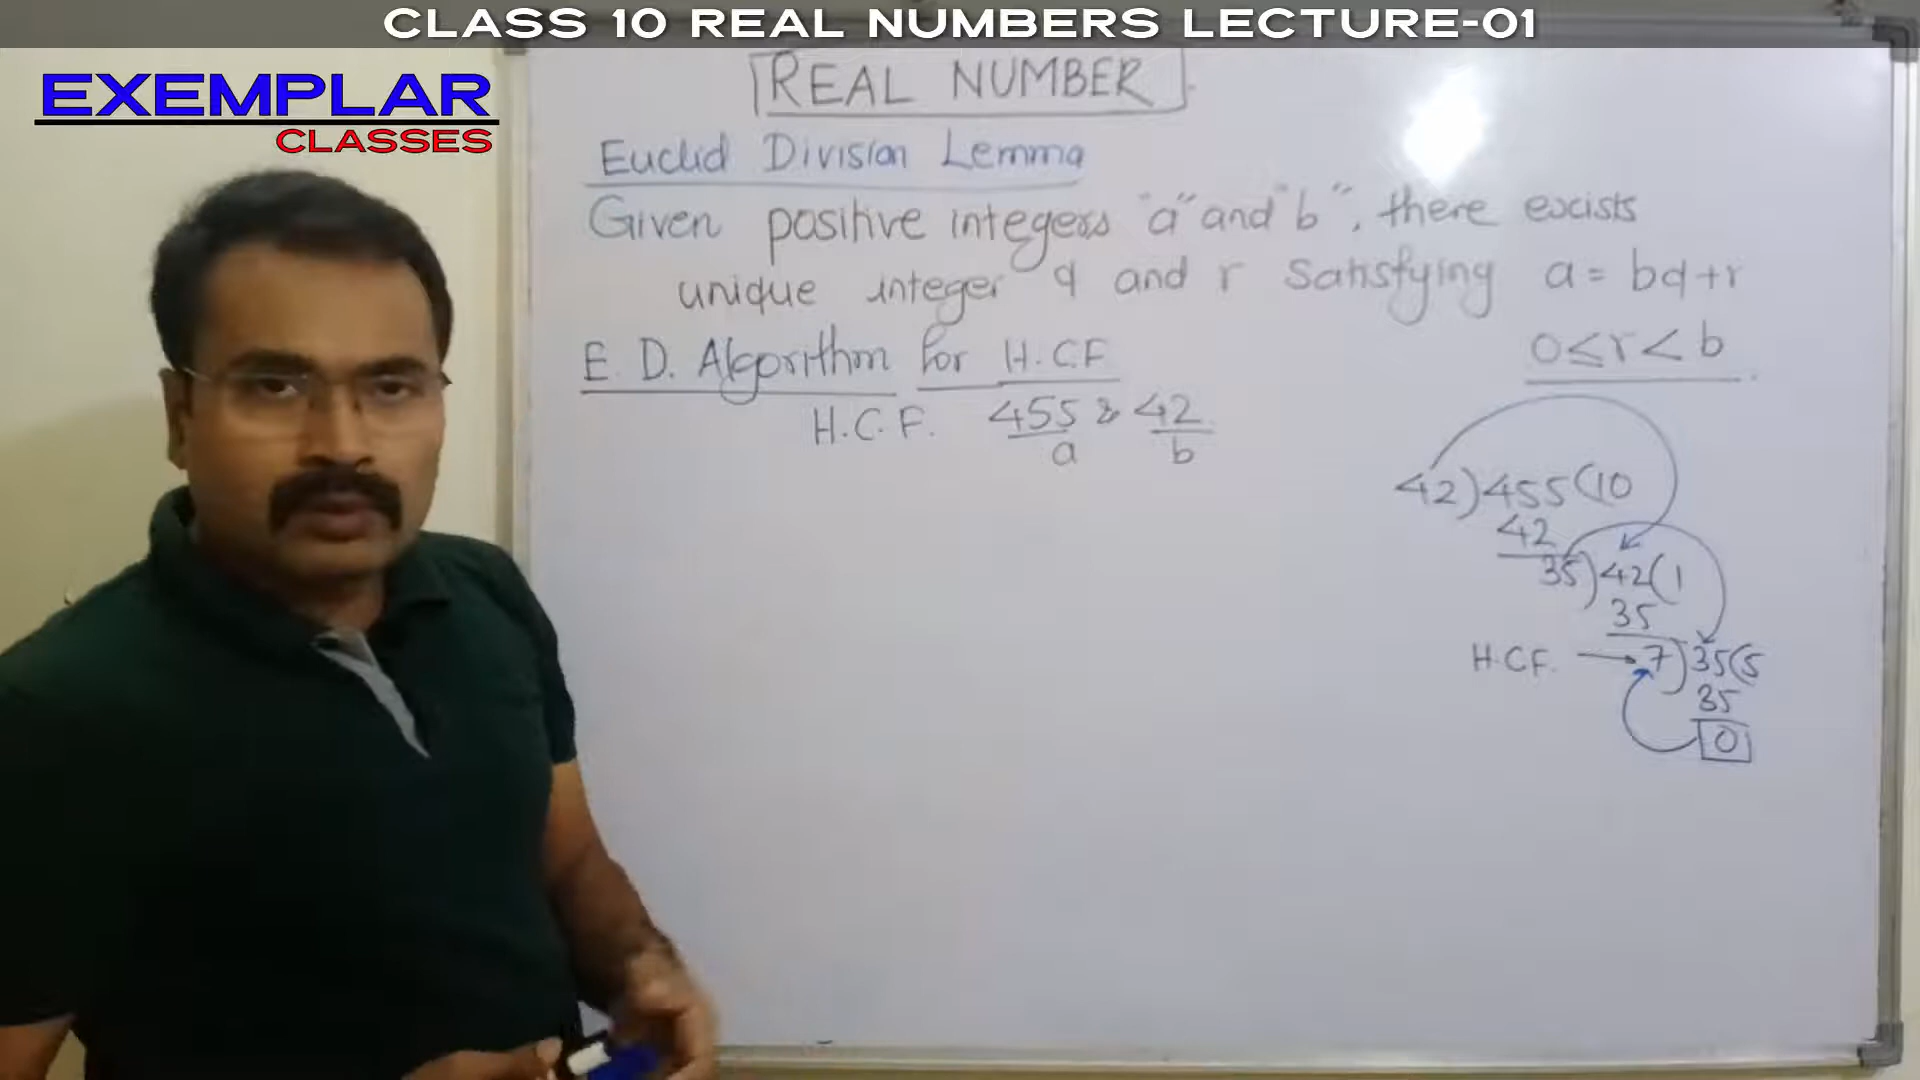 CLASS 10 REAL NUMBERS LECTURE-01
EXEMPLAR
CLASSES
REAL NUMBER
Euclid Division Lemma
Given positive integers "a" and "b", there excists
unique integer q and r satisfying a = bq+r
0≤r<b
E. D. Algorithm for H.C.F
H.C.F. 455 & 42
a b
42)455(10
42
35)42(1
35
H.C.F. → 7)35(5
35
0